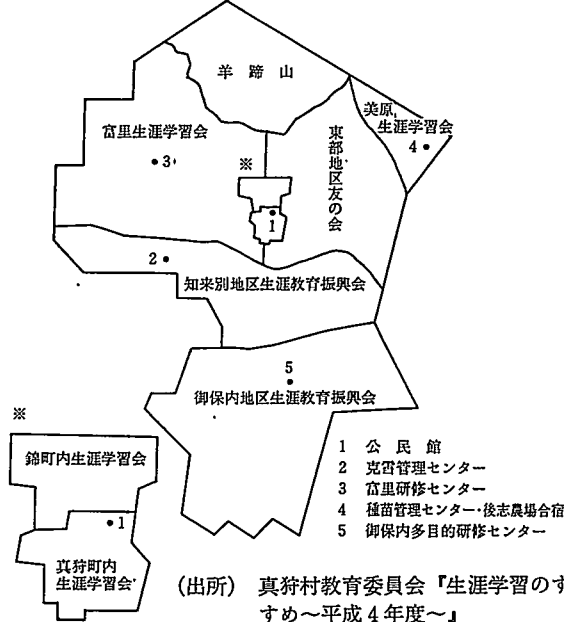 羊蹄山
美原
生涯学習会
4
富里生涯学習会
3
東部地区友の会
※
1
2
知来別地区生涯教育振興会
5
御保内地区生涯教育振興会
※
錦町内生涯学習会
1
真狩町内
生涯学習会
1 公民館
2 克雪管理センター
3 富里研修センター
4 種苗管理センター・後志農場合宿
5 御保内多目的研修センター
(出所) 真狩村教育委員会『生涯学習のす
すめ~平成4年度~』